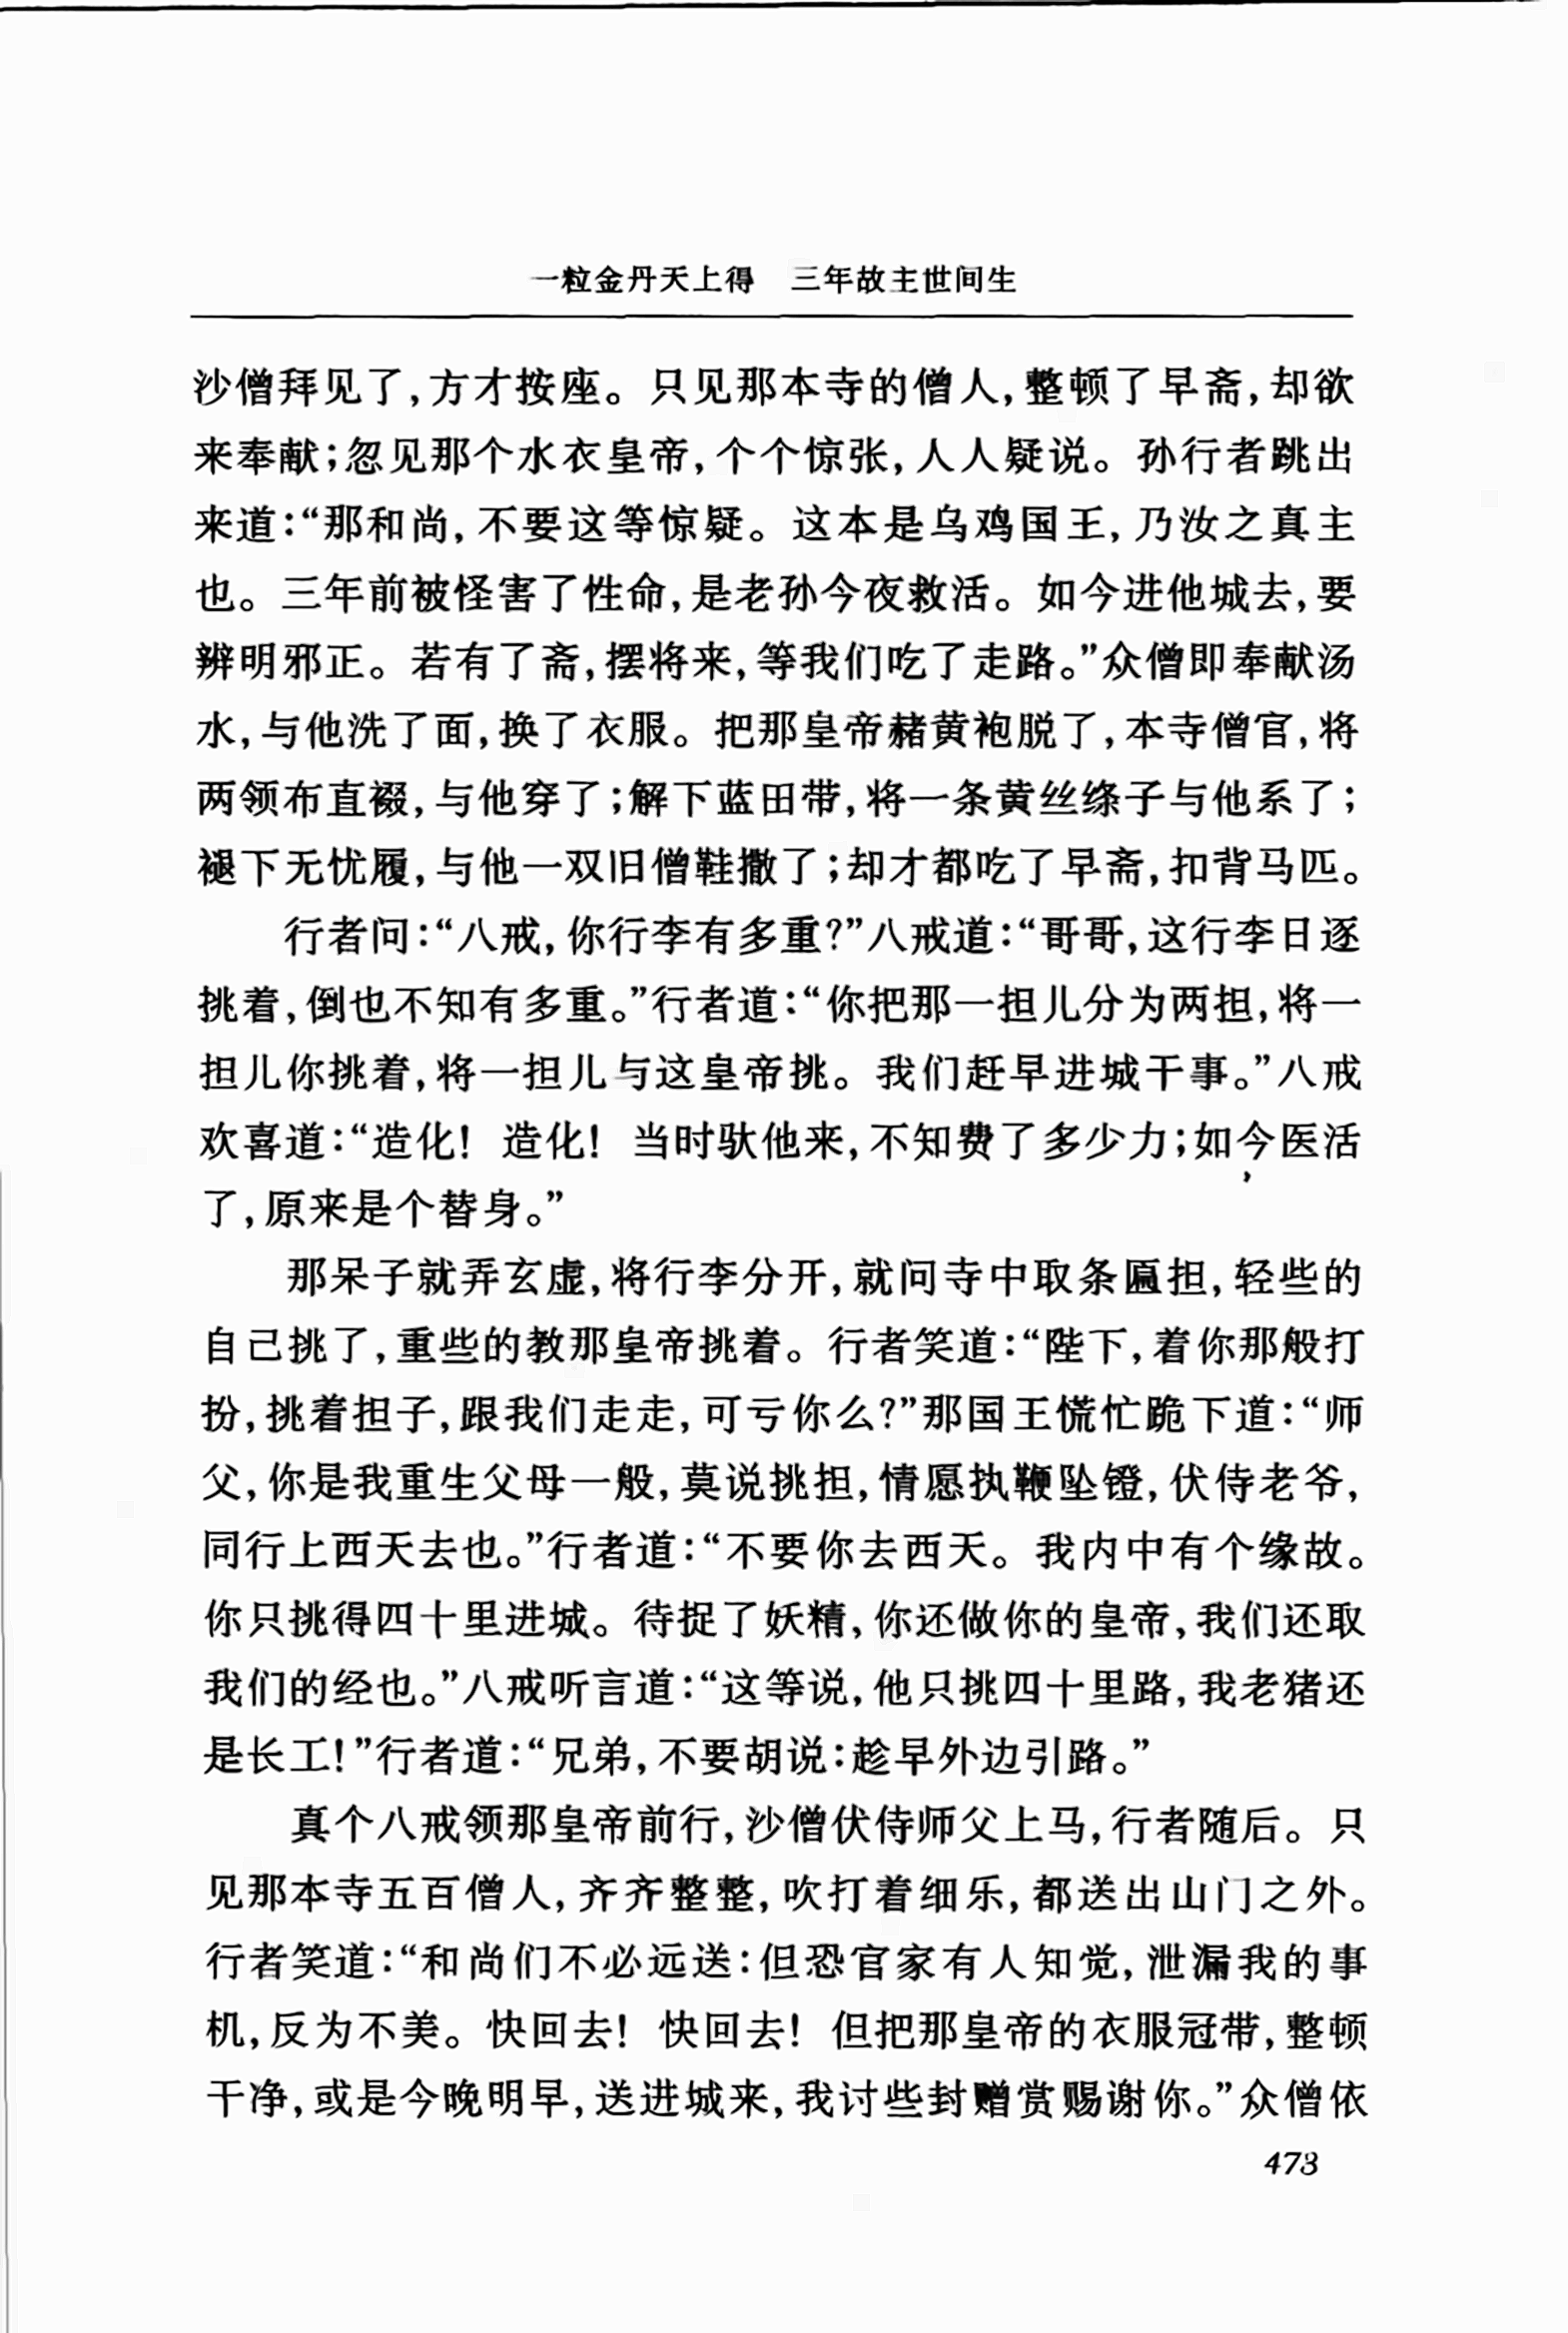 一粒金丹天上得　三年故主世间生
沙僧拜见了,方才按座。只见那本寺的僧人,整顿了早斋,却欲
来奉献;忽见那个水衣皇帝,个个惊张,人人疑说。孙行者跳出
来道:“那和尚,不要这等惊疑。这本是乌鸡国王,乃汝之真主
也。三年前被怪害了性命,是老孙今夜救活。如今进他城去,要
辨明邪正。若有了斋,摆将来,等我们吃了走路。”众僧即奉献汤
水,与他洗了面,换了衣服。把那皇帝赭黄袍脱了,本寺僧官,将
两领布直裰,与他穿了;解下蓝田带,将一条黄丝绦子与他系了;
褪下无忧履,与他一双旧僧鞋撒了;却才都吃了早斋,扣背马匹。
行者问:“八戒,你行李有多重?”八戒道:“哥哥,这行李日逐
挑着,倒也不知有多重。”行者道:“你把那一担儿分为两担,将一
担儿你挑着,将一担儿与这皇帝挑。我们赶早进城干事。”八戒
欢喜道:“造化! 造化! 当时驮他来,不知费了多少力;如今医活
了,原来是个替身。”
那呆子就弄玄虚,将行李分开,就问寺中取条匾担,轻些的
自己挑了,重些的教那皇帝挑着。行者笑道:“陛下,着你那般打
扮,挑着担子,跟我们走走,可亏你么?”那国王慌忙跪下道:“师
父,你是我重生父母一般,莫说挑担,情愿执鞭坠镫,伏侍老爷,
同行上西天去也。”行者道:“不要你去西天。我内中有个缘故。
你只挑得四十里进城。待捉了妖精,你还做你的皇帝,我们还取
我们的经也。”八戒听言道:“这等说,他只挑四十里路,我老猪还
是长工!”行者道:“兄弟,不要胡说:趁早外边引路。”
真个八戒领那皇帝前行,沙僧伏侍师父上马,行者随后。只
见那本寺五百僧人,齐齐整整,吹打着细乐,都送出山门之外。
行者笑道:“和尚们不必远送:但恐官家有人知觉,泄漏我的事
机,反为不美。快回去! 快回去! 但把那皇帝的衣服冠带,整顿
干净,或是今晚明早,送进城来,我讨些封赠赏赐谢你。”众僧依
473